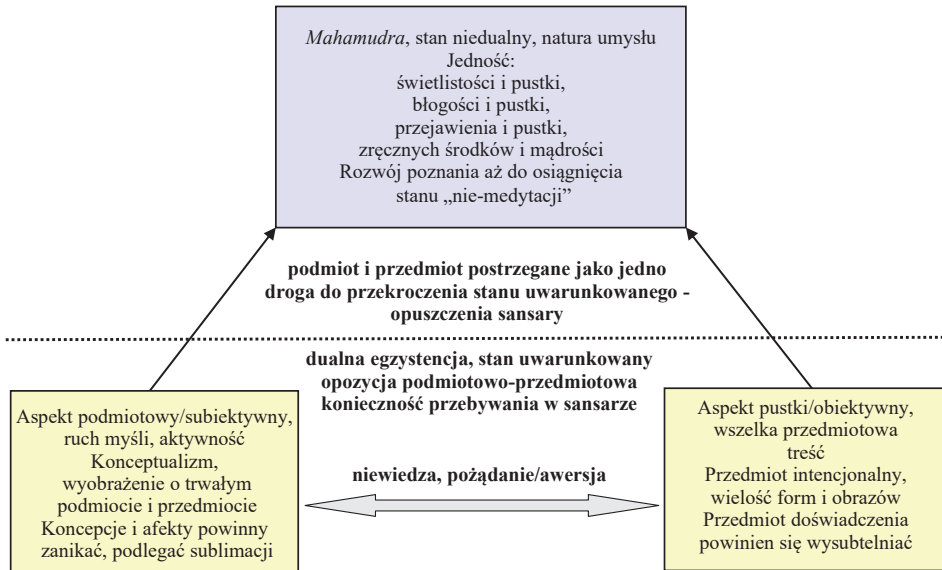 Mahamudra, stan niedualny, natura umysłu
Jedność:
świetlistości i pustki,
błogości i pustki,
przejawienia i pustki,
zręcznych środków i mądrości
Rozwój poznania aż do osiągnięcia
stanu „nie-medytacji”
podmiot i przedmiot postrzegane jako jedno
droga do przekroczenia stanu uwarunkowanego -
opuszczenia sansary
dualna egzystencja, stan uwarunkowany
opozycja podmiotowo-przedmiotowa
konieczność przebywania w sansarze
Aspekt podmiotowy/subiektywny,
ruch myśli, aktywność
Konceptualizm,
wyobrażenie o trwałym
podmiocie i przedmiocie
Koncepcje i afekty powinny
zanikać, podlegać sublimacji
niewiedza, pożądanie/awersja
Aspekt pustki/obiektywny,
wszelka przedmiotowa
treść
Przedmiot intencjonalny,
wielość form i obrazów
Przedmiot doświadczenia
powinien się wysubtelniać